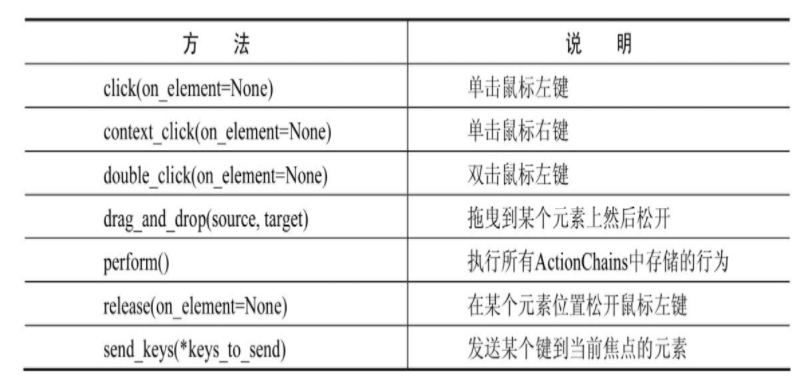 方 法 说 明
click(on_element=None) 单击鼠标左键
context_click(on_element=None) 单击鼠标右键
double_click(on_element=None) 双击鼠标左键
drag_and_drop(source, target) 拖曳到某个元素上然后松开
perform() 执行所有ActionChains中存储的行为
release(on_element=None) 在某个元素位置松开鼠标左键
send_keys(*keys_to_send) 发送某个键到当前焦点的元素